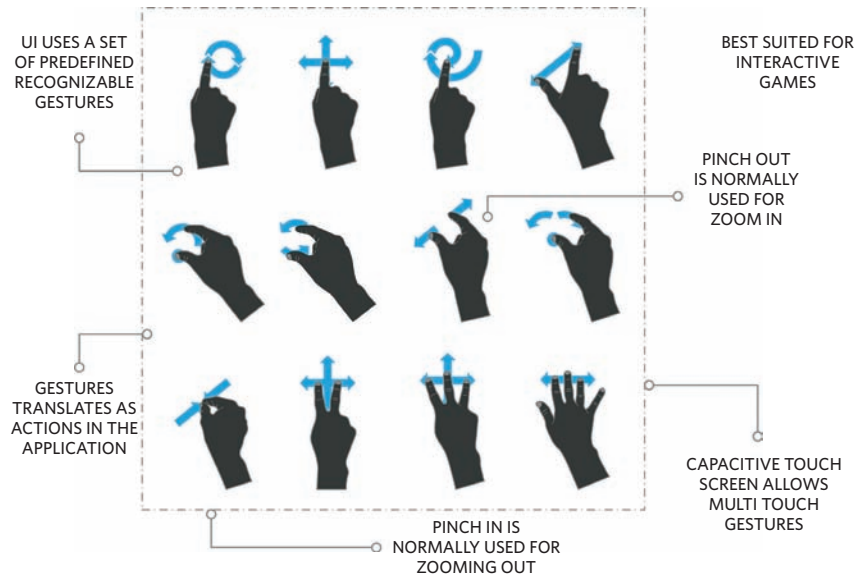 UI USES A SET
OF PREDEFINED
RECOGNIZABLE
GESTURES
BEST SUITED FOR
INTERACTIVE
GAMES
PINCH OUT
IS NORMALLY
USED FOR
ZOOM IN
GESTURES
TRANSLATES AS
ACTIONS IN THE
APPLICATION
CAPACITIVE TOUCH
SCREEN ALLOWS
MULTI TOUCH
GESTURES
PINCH IN IS
NORMALLY USED FOR
ZOOMING OUT